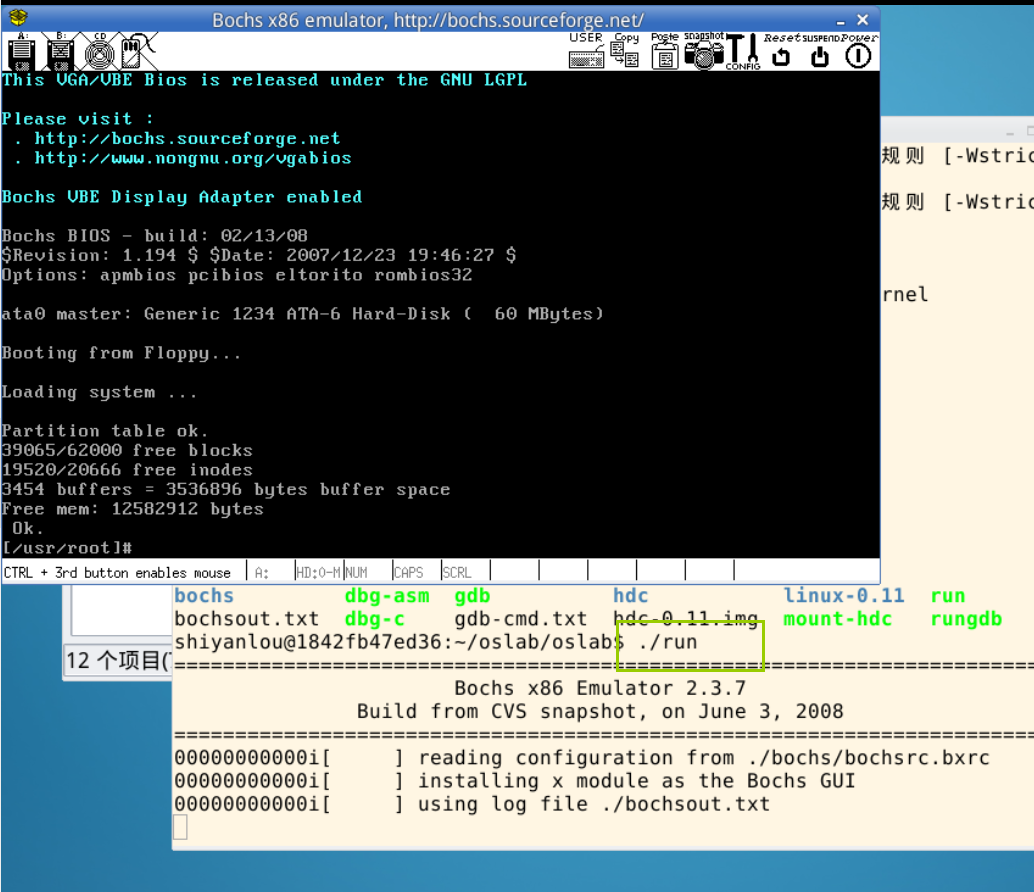 Bochs x86 emulator, http://bochs.sourceforge.net/
A: B: CD USER Copy Paste snapshot CONFIG Reset SUSPEND Power
This VGA/VBE Bios is released under the GNU LGPL
Please visit :
. http://bochs.sourceforge.net
. http://www.nongnu.org/vgabios
Bochs VBE Display Adapter enabled
Bochs BIOS - build: 02/13/08
$Revision: 1.194 $ $Date: 2007/12/23 19:46:27 $
Options: apmbios pcibios eltorito rombios32
ata0 master: Generic 1234 ATA-6 Hard-Disk ( 60 MBytes)
Booting from Floppy...
Loading system ...
Partition table ok.
39065/62000 free blocks
19520/20666 free inodes
3454 buffers = 3536896 bytes buffer space
Free mem: 12582912 bytes
Ok.
[/usr/root]#
CTRL + 3rd button enables mouse A: HD:0-M NUM CAPS SCRL
规则 [-Wstric
规则 [-Wstric
rnel
bochs dbg-asm gdb hdc linux-0.11 run
bochsout.txt dbg-c gdb-cmd.txt hdc-0.11.img mount-hdc rungdb
shiyanlou@1842fb47ed36:~/oslab/oslab$ ./run
12 个项目(
========================================================================
Bochs x86 Emulator 2.3.7
Build from CVS snapshot, on June 3, 2008
========================================================================
00000000000i[ ] reading configuration from ./bochs/bochsrc.bxrc
00000000000i[ ] installing x module as the Bochs GUI
00000000000i[ ] using log file ./bochsout.txt